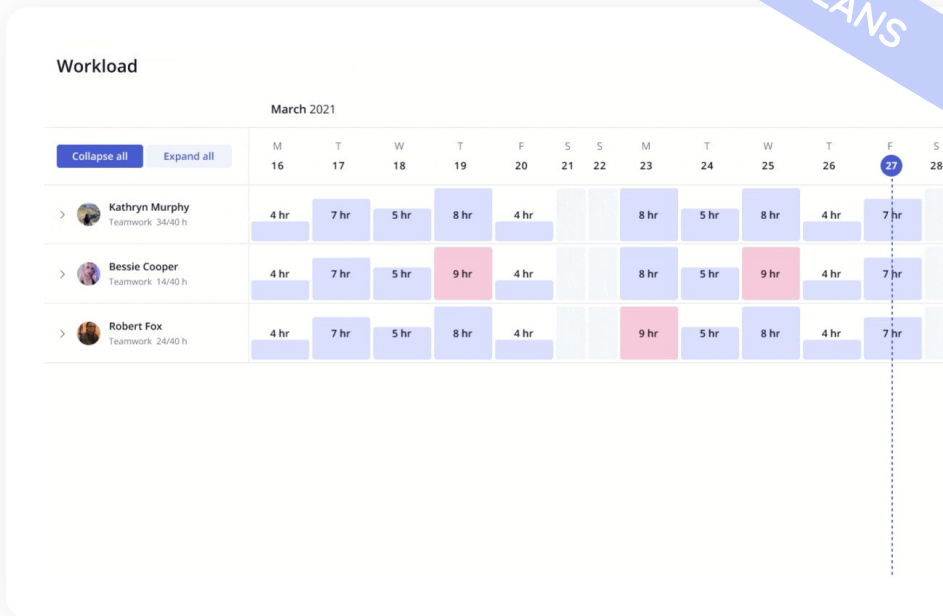 Workload
March 2021
Collapse all Expand all
M T W T F S S M T W T F S
16 17 18 19 20 21 22 23 24 25 26 27 28
Kathryn Murphy
Teamwork 34/40 h
4 hr 7 hr 5 hr 8 hr 4 hr 8 hr 5 hr 8 hr 4 hr 7 hr
Bessie Cooper
Teamwork 14/40 h
4 hr 7 hr 5 hr 9 hr 4 hr 8 hr 5 hr 9 hr 4 hr 7 hr
Robert Fox
Teamwork 24/40 h
4 hr 7 hr 5 hr 8 hr 4 hr 9 hr 5 hr 8 hr 4 hr 7 hr